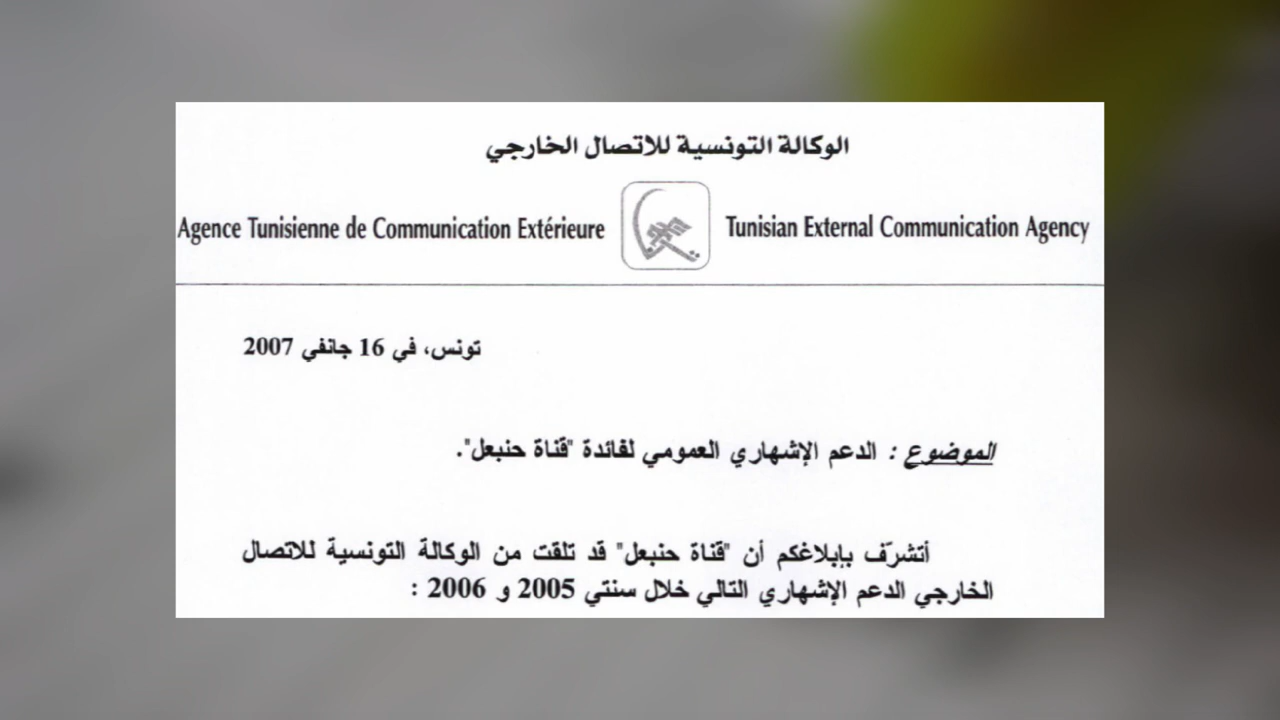 الوكالة التونسية للاتصال الخارجي
Agence Tunisienne de Communication Extérieure
Tunisian External Communication Agency
تونس، في 16 جانفي 2007
الموضوع : الدعم الإشهاري العمومي لفائدة "قناة حنبعل".
أتشرّف بإبلاغكم أن "قناة حنبعل" قد تلقت من الوكالة التونسية للاتصال
الخارجي الدعم الإشهاري التالي خلال سنتي 2005 و 2006 :